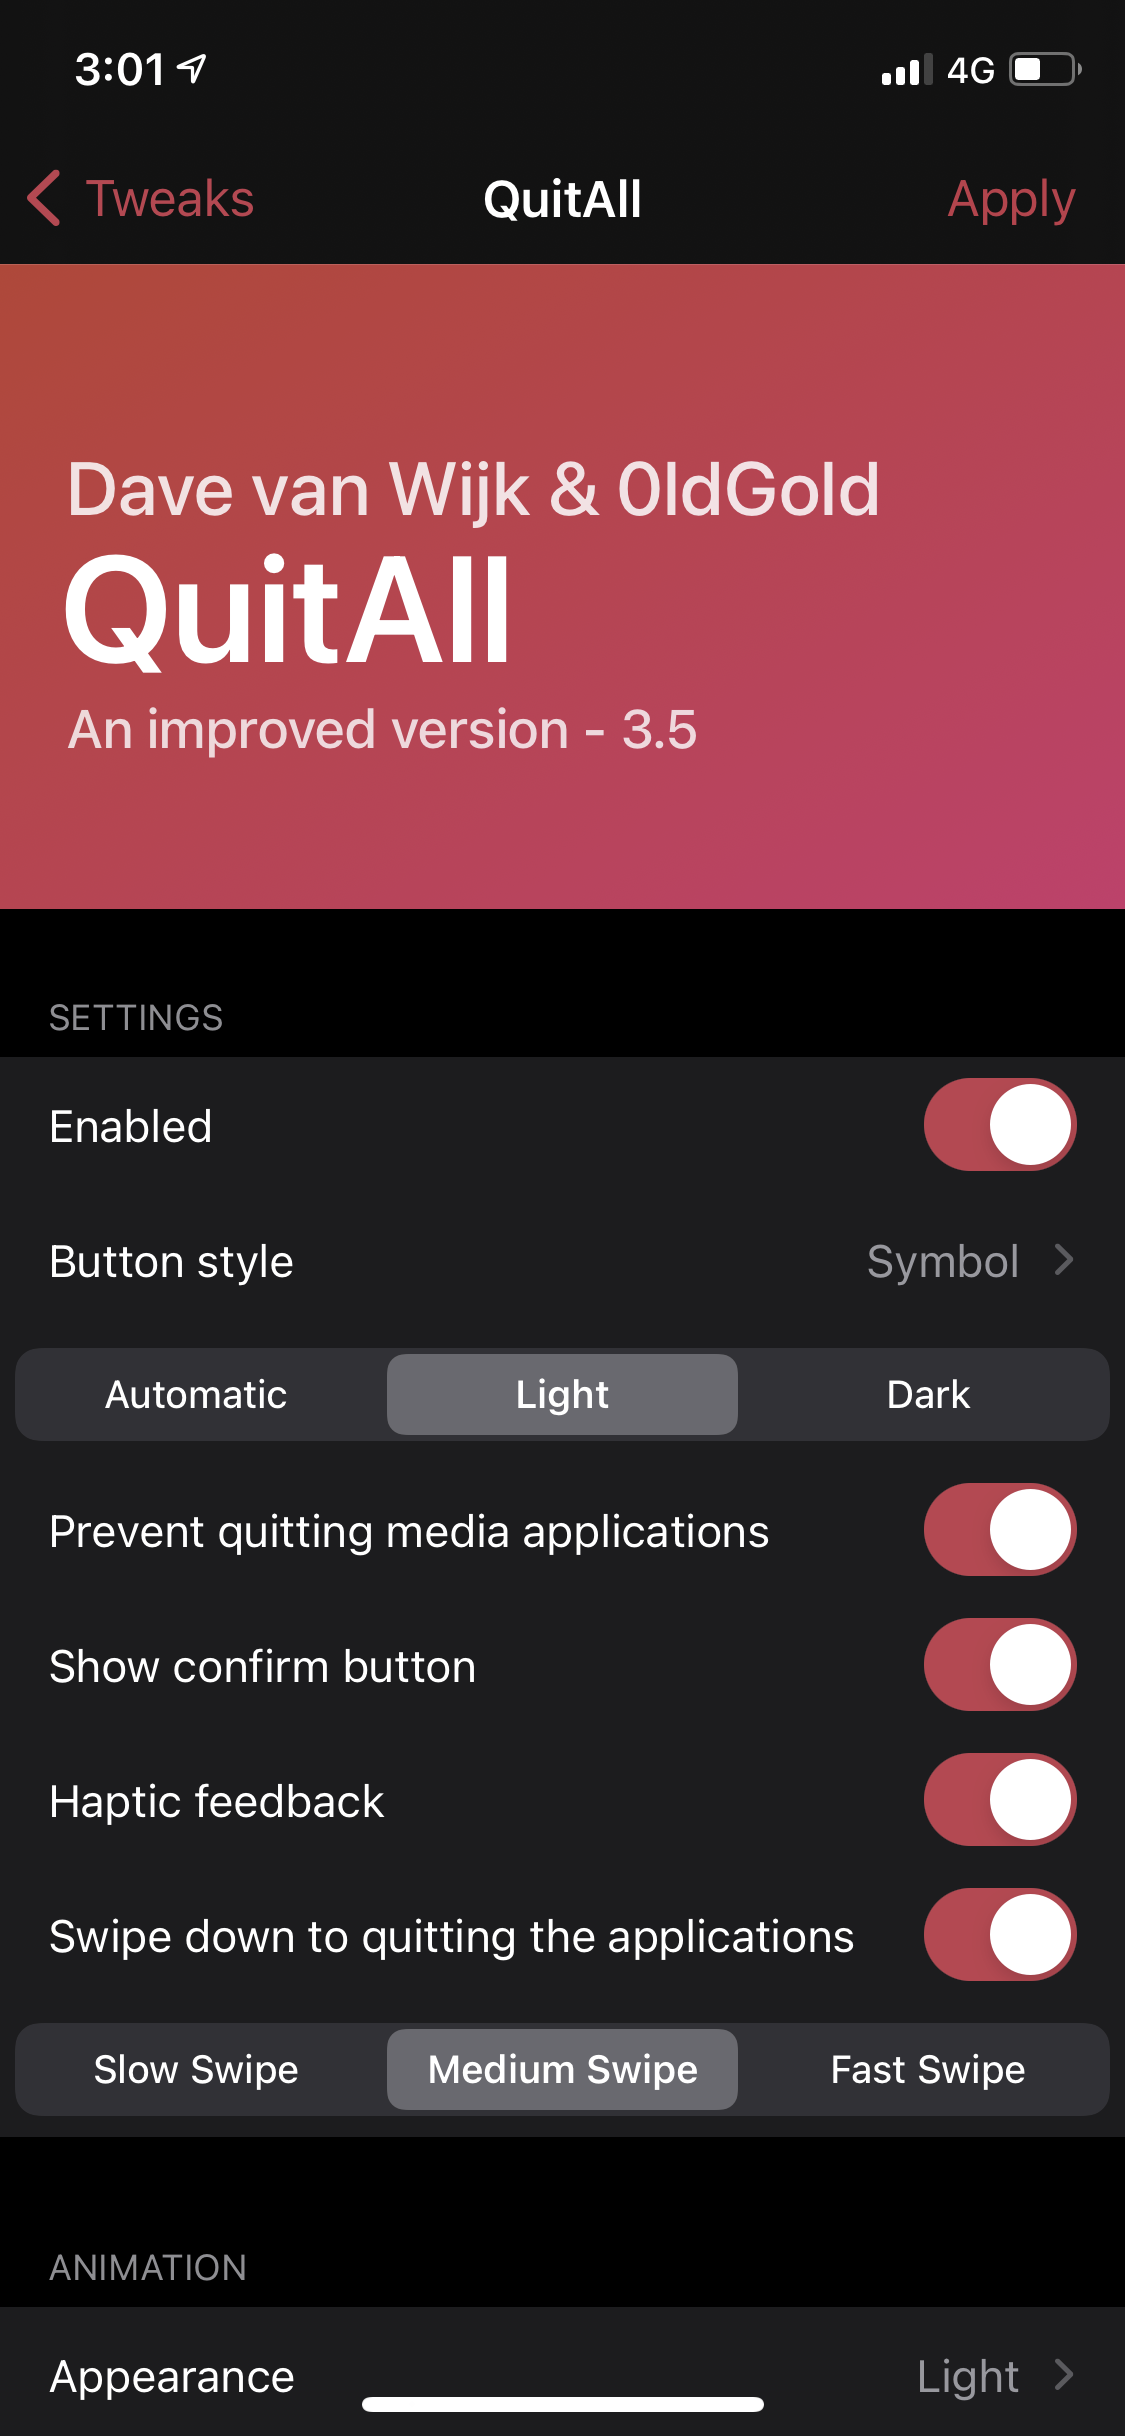 3:01 4G
Tweaks QuitAll Apply
Dave van Wijk & 0ldGold
QuitAll
An improved version - 3.5
SETTINGS
Enabled
Button style Symbol
Automatic Light Dark
Prevent quitting media applications
Show confirm button
Haptic feedback
Swipe down to quitting the applications
Slow Swipe Medium Swipe Fast Swipe
ANIMATION
Appearance Light